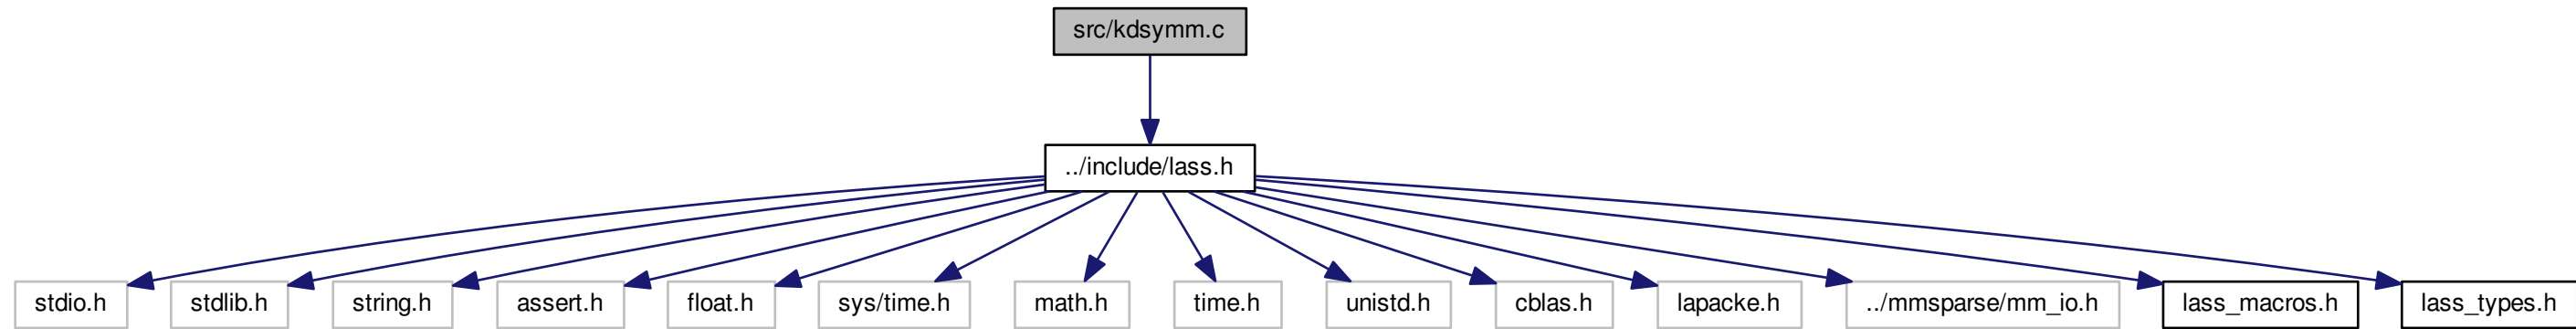 src/kdsymm.c
../include/lass.h
stdio.h
stdlib.h
string.h
assert.h
float.h
sys/time.h
math.h
time.h
unistd.h
cblas.h
lapacke.h
../mmsparse/mm_io.h
lass_macros.h
lass_types.h